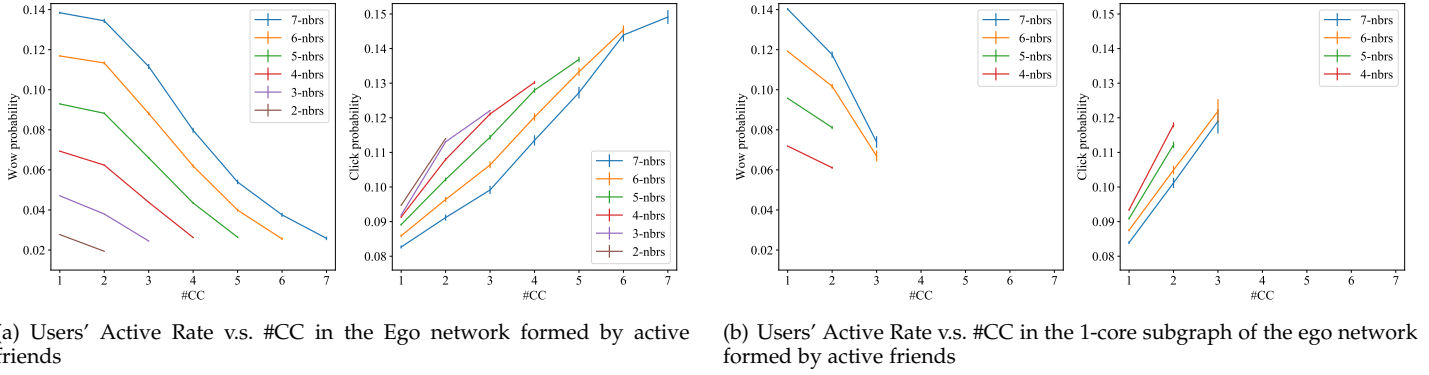 0.14
0.12
0.10
0.08
0.06
0.04
0.02
Wow probability
1 2 3 4 5 6 7
#CC
7-nbrs
6-nbrs
5-nbrs
4-nbrs
3-nbrs
2-nbrs
0.15
0.14
0.13
0.12
0.11
0.10
0.09
0.08
Click probability
1 2 3 4 5 6 7
#CC
7-nbrs
6-nbrs
5-nbrs
4-nbrs
3-nbrs
2-nbrs
0.14
0.12
0.10
0.08
0.06
0.04
0.02
Wow probability
1 2 3 4 5 6 7
#CC
7-nbrs
6-nbrs
5-nbrs
4-nbrs
0.15
0.14
0.13
0.12
0.11
0.10
0.09
0.08
Click probability
1 2 3 4 5 6 7
#CC
7-nbrs
6-nbrs
5-nbrs
4-nbrs
(a) Users' Active Rate v.s. #CC in the Ego network formed by active
friends
(b) Users' Active Rate v.s. #CC in the 1-core subgraph of the ego network
formed by active friends